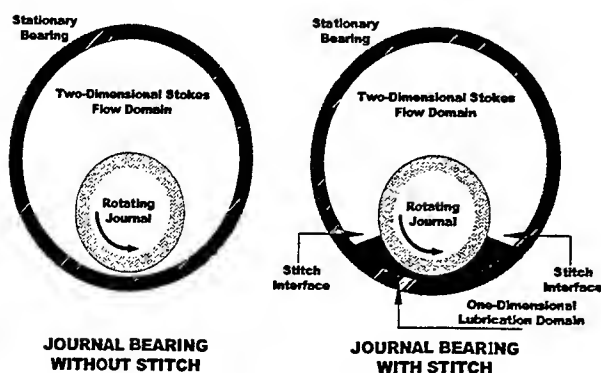 Stationary
Bearing
Two-Dimensional Stokes
Flow Domain
Rotating
Journal
JOURNAL BEARING
WITHOUT STITCH
Stationary
Bearing
Two-Dimensional Stokes
Flow Domain
Rotating
Journal
Stitch
Interface
Stitch
Interface
One-Dimensional
Lubrication Domain
JOURNAL BEARING
WITH STITCH